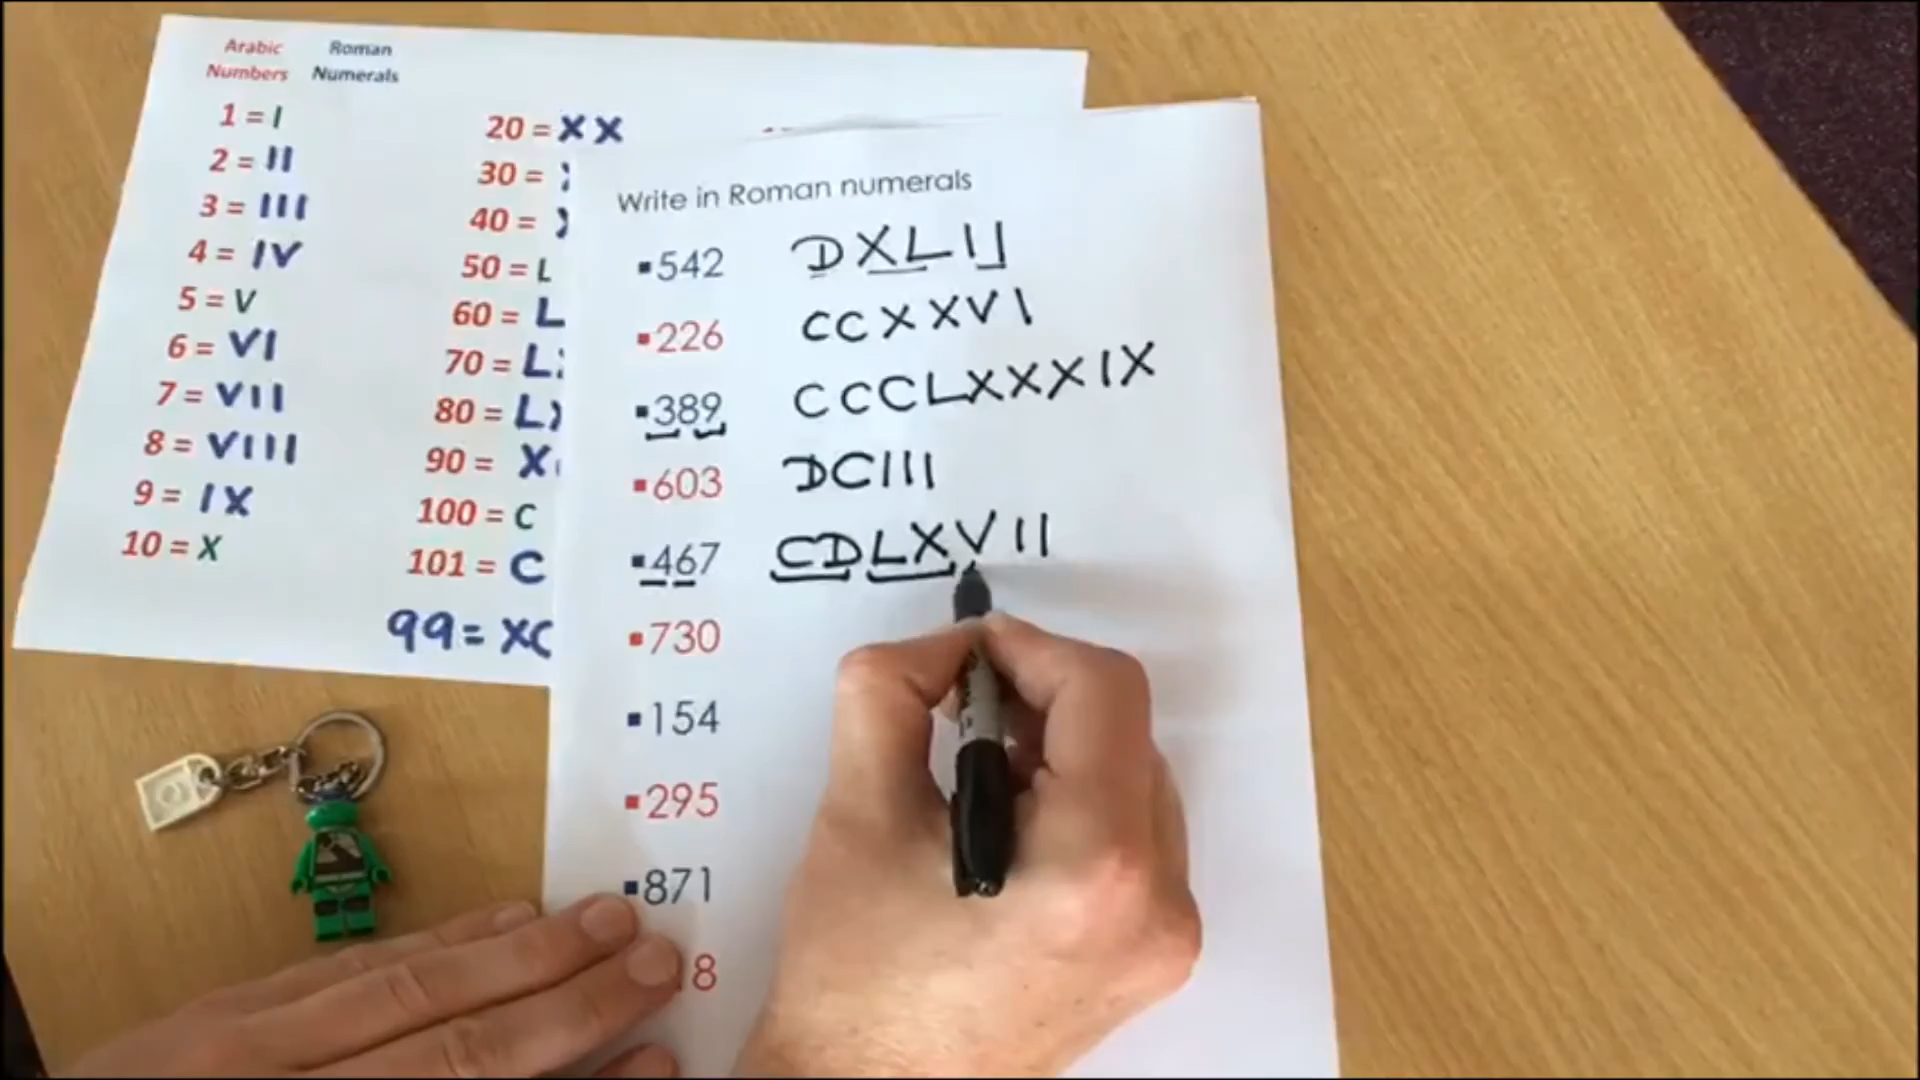 Arabic Roman
Numbers Numerals
1 = I
2 = II
3 = III
4 = IV
5 = V
6 = VI
7 = VII
8 = VIII
9 = IX
10 = X
20 = XX
30 =
40 =
50 = L
60 = L
70 = L
80 = LX
90 = X
100 = C
101 = C
99 = XC
Write in Roman numerals
▪542 DXLII
▪226 CCXXVI
▪389 CCCLXXXIX
▪603 DCIII
▪467 CDLXVII
▪730
▪154
▪295
▪871
18